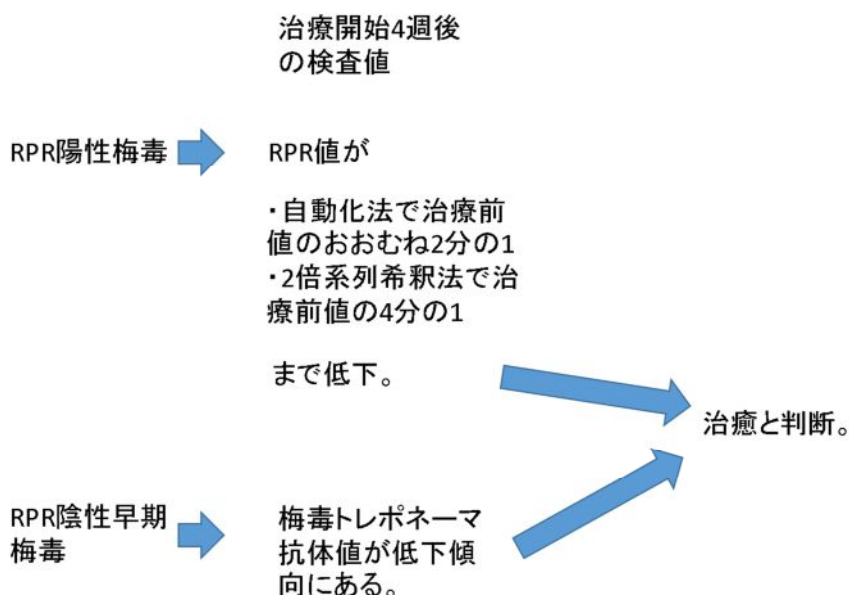 治療開始4週後
の検査値
RPR陽性梅毒
RPR値が
・自動化法で治療前
値のおおむね2分の1
・2倍系列希釈法で治
療前値の4分の1
まで低下。
治癒と判断。
RPR陰性早期
梅毒
梅毒トレポネーマ
抗体値が低下傾
向にある。